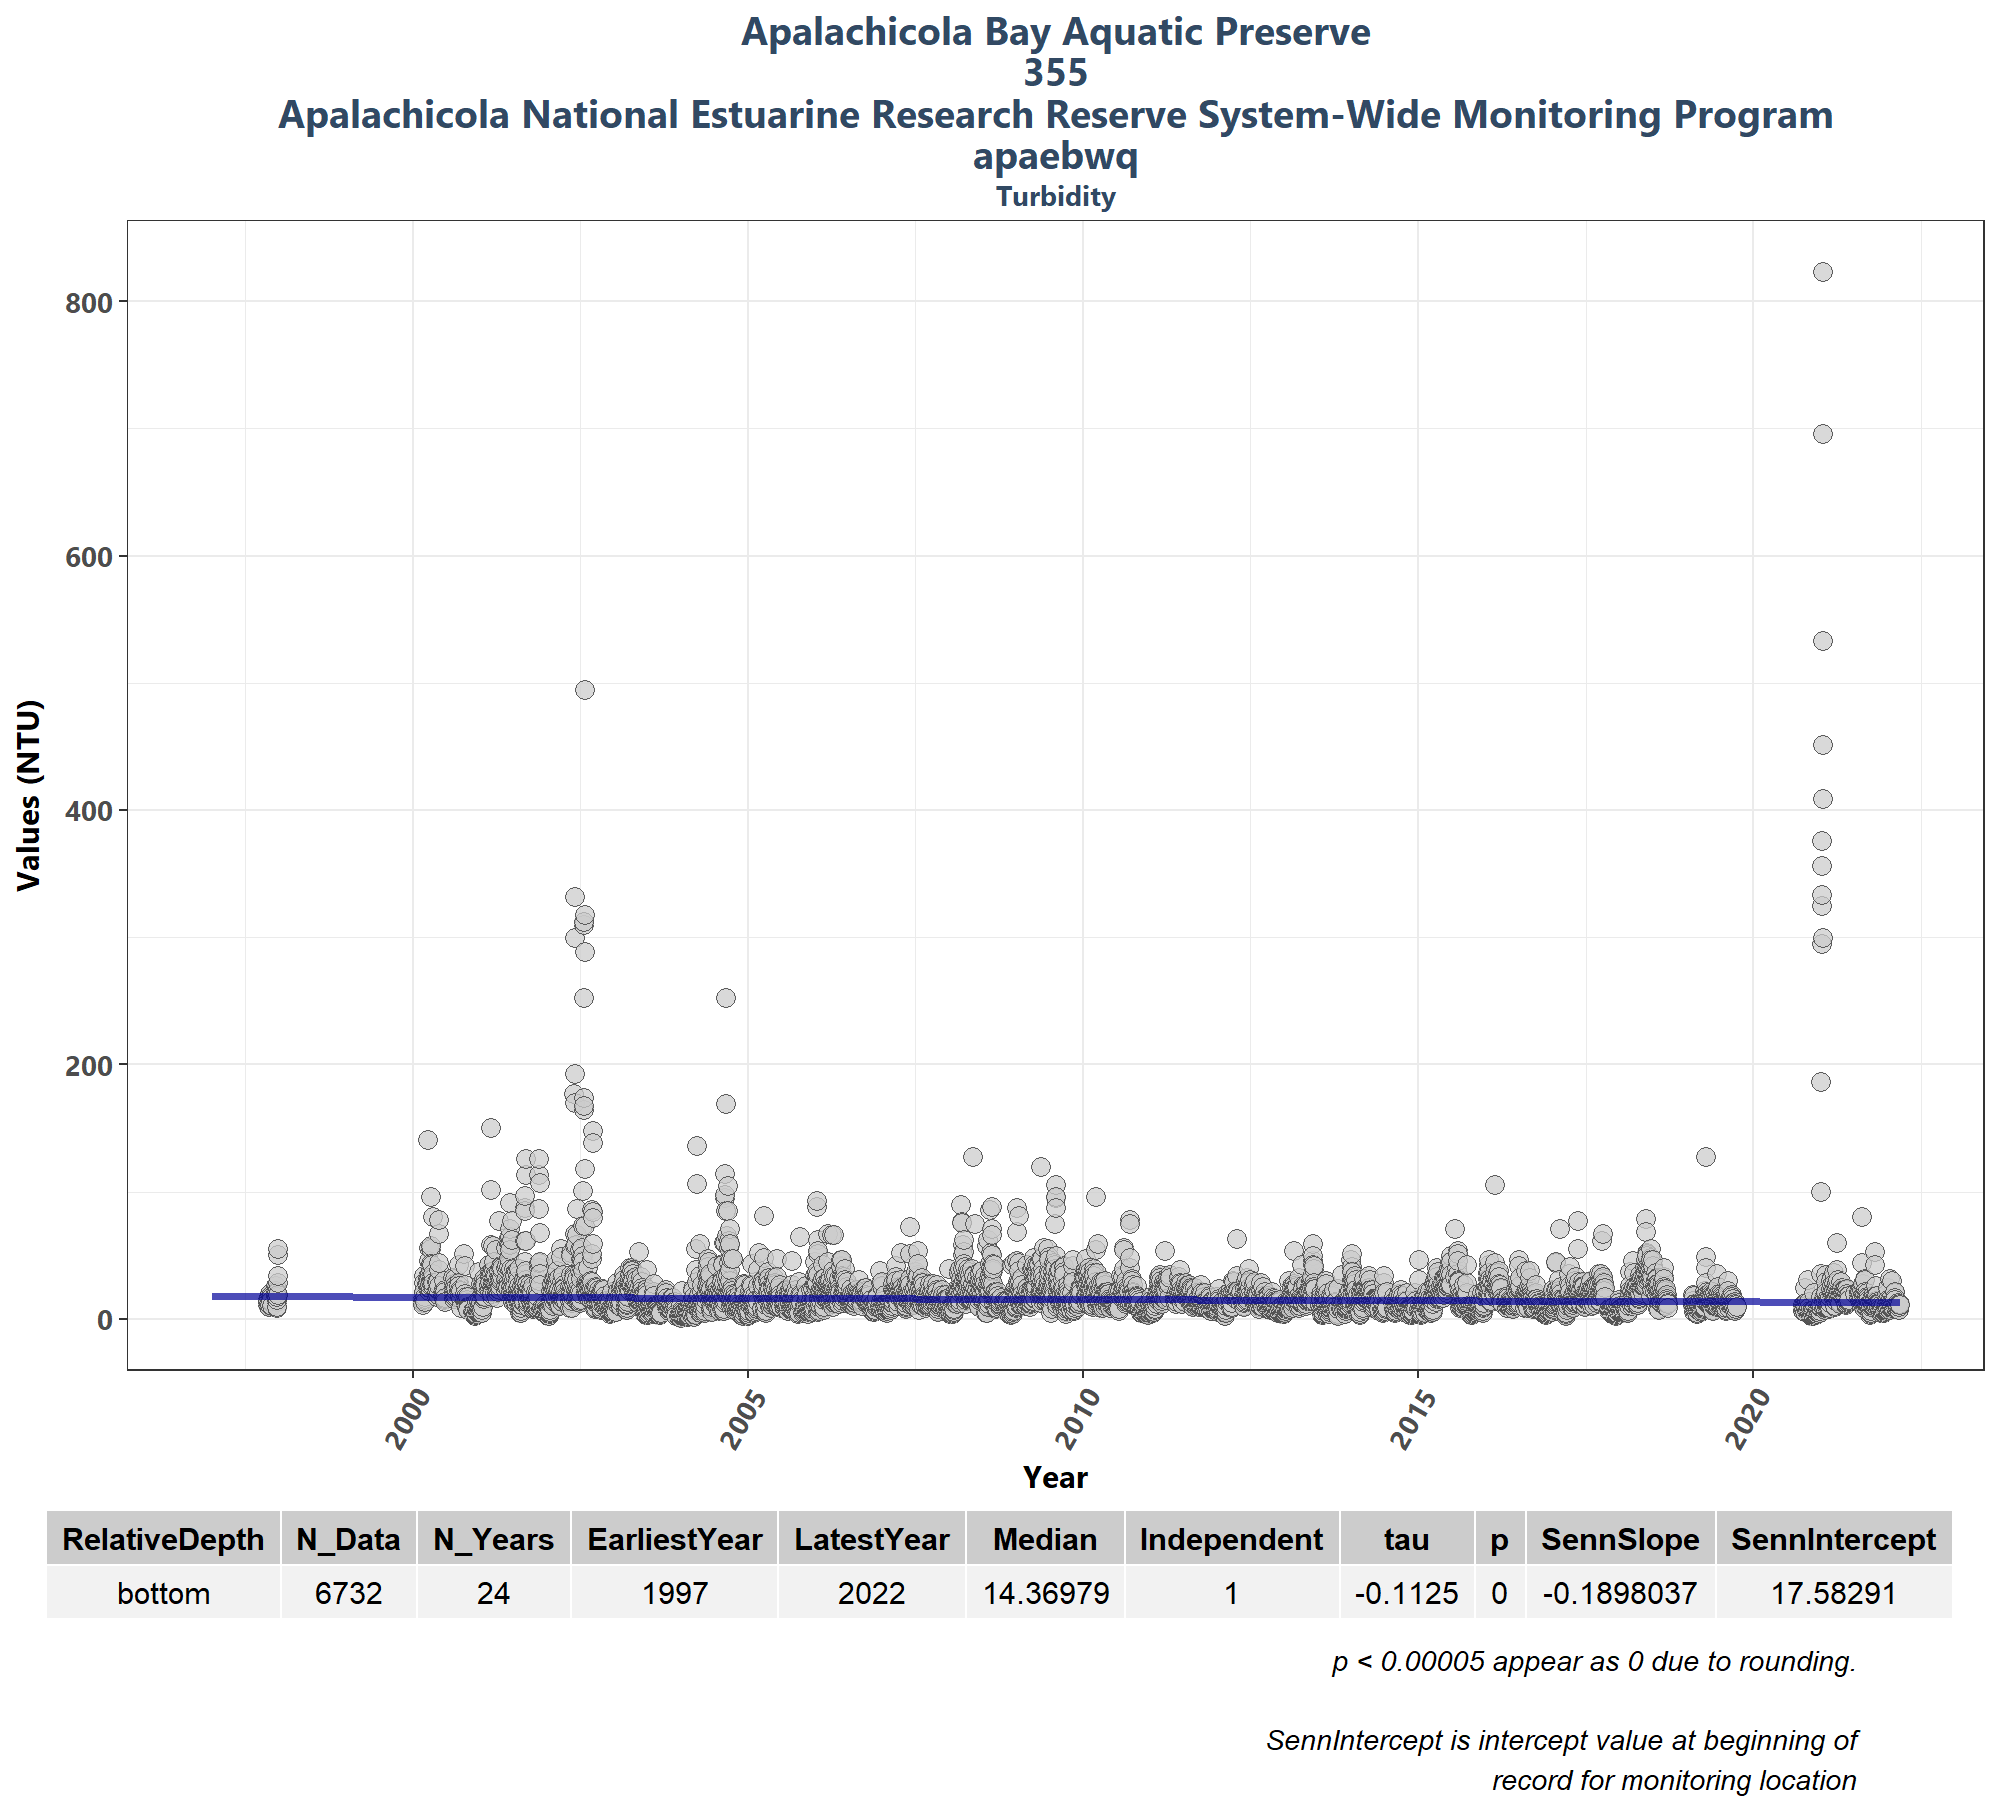 Apalachicola Bay Aquatic Preserve
355
Apalachicola National Estuarine Research Reserve System-Wide Monitoring Program
apaebwq
Turbidity
Values (NTU)
800
600
400
200
0
2000 2005 2010 2015 2020
Year
RelativeDepth N_Data N_Years EarliestYear LatestYear Median Independent tau p SennSlope SennIntercept
bottom 6732 24 1997 2022 14.36979 1 -0.1125 0 -0.1898037 17.58291
p < 0.00005 appear as 0 due to rounding.
SennIntercept is intercept value at beginning of
record for monitoring location